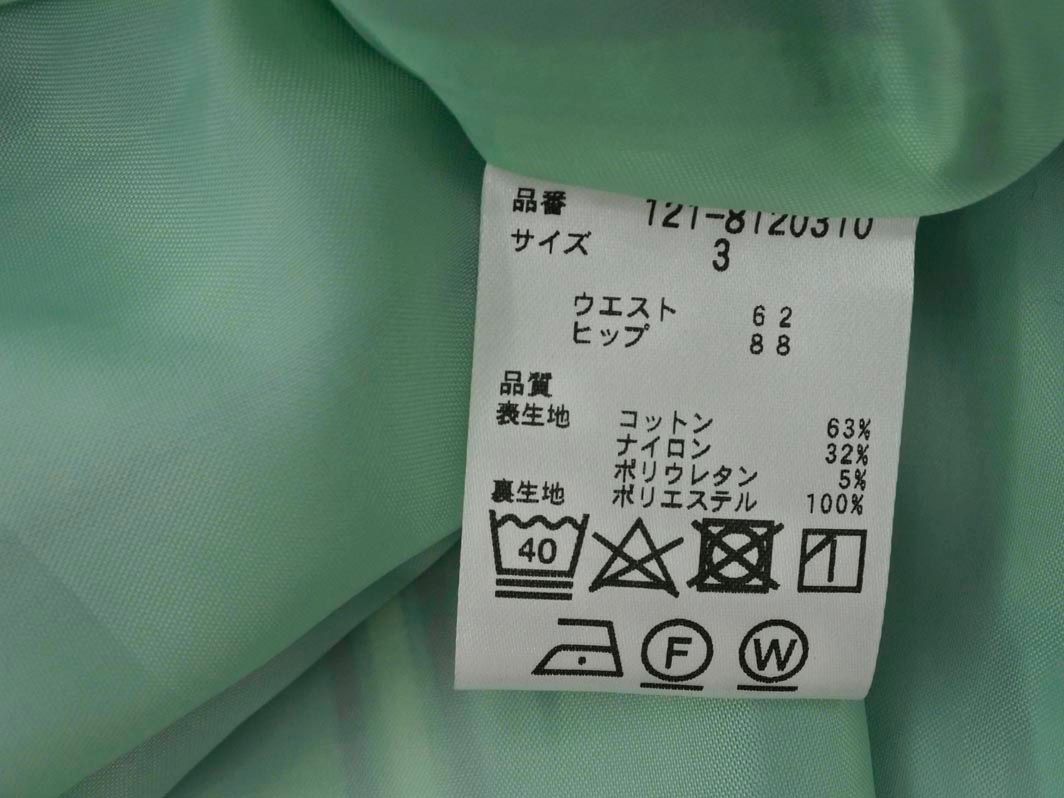 品番 121-8120310
サイズ 3
ウエスト 62
ヒップ 88
品質
表生地 コットン 63%
ナイロン 32%
ポリウレタン 5%
裏生地 ポリエステル 100%
40
F W